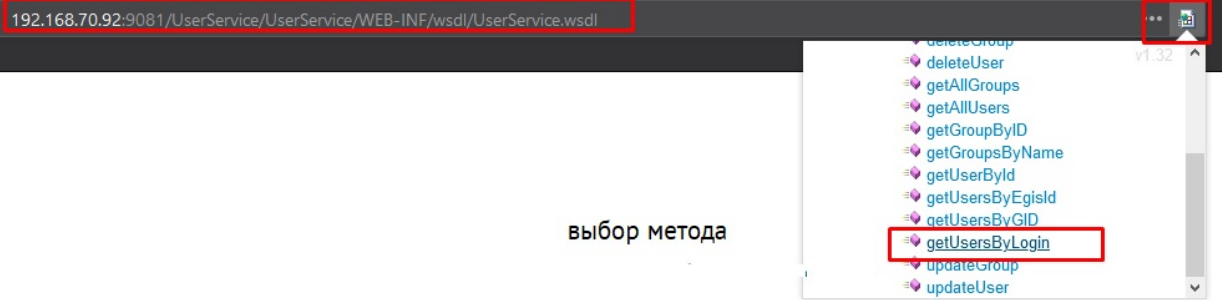 192.168.70.92:9081/UserService/UserService/WEB-INF/wsdl/UserService.wsdl
v1.32
deleteGroup
deleteUser
getAllGroups
getAllUsers
getGroupByID
getGroupsByName
getUserById
getUsersByEgisId
getUsersByGID
getUsersByLogin
updateGroup
updateUser
выбор метода